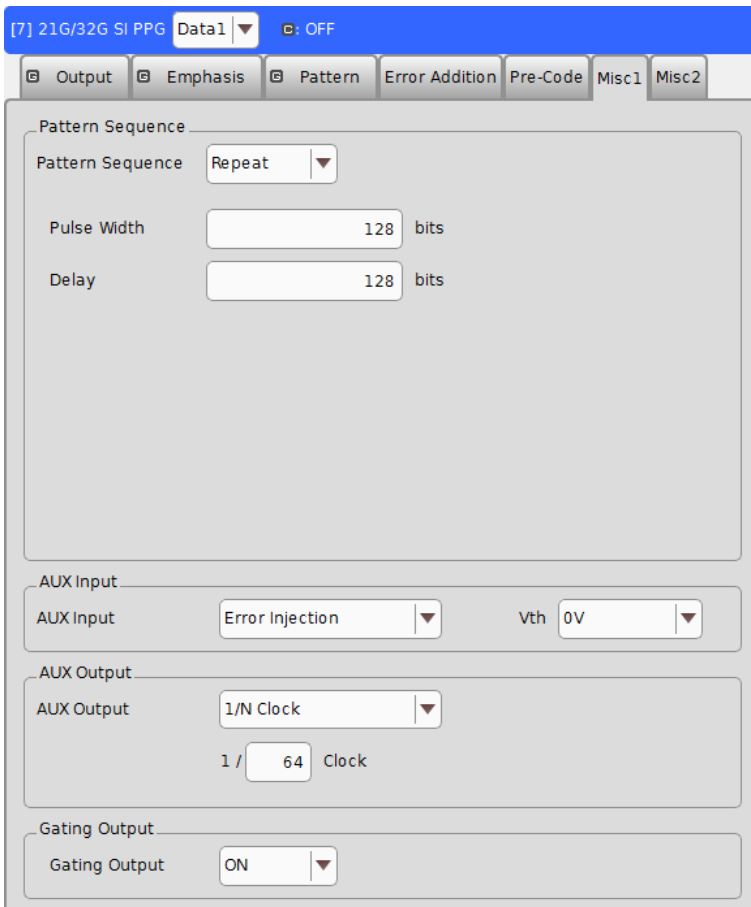 [7] 21G/32G SI PPG Data1 C: OFF
G Output G Emphasis G Pattern Error Addition Pre-Code Misc1 Misc2
Pattern Sequence
Pattern Sequence Repeat
Pulse Width 128 bits
Delay 128 bits
AUX Input
AUX Input Error Injection Vth 0V
AUX Output
AUX Output 1/N Clock
1 / 64 Clock
Gating Output
Gating Output ON